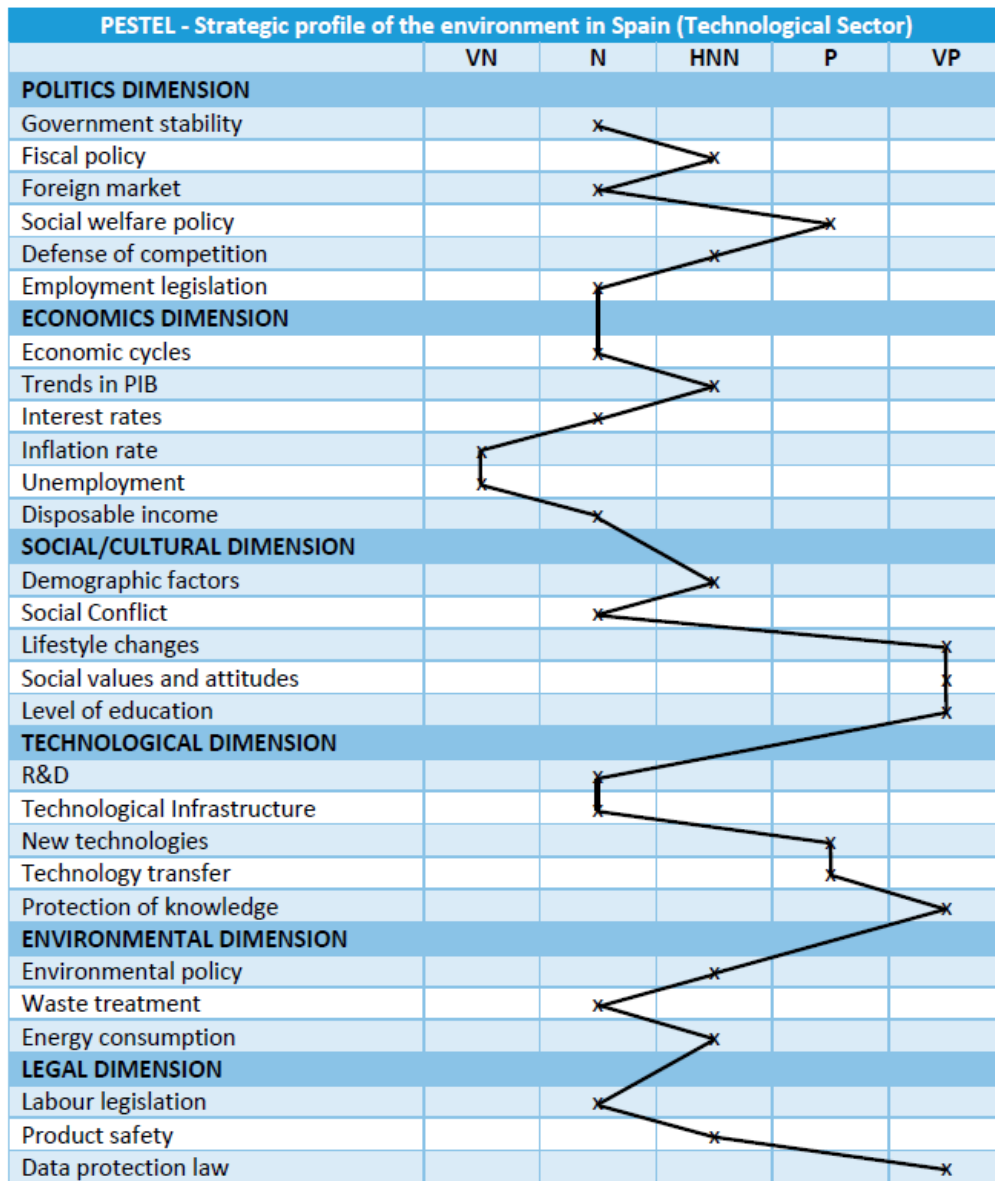 PESTEL - Strategic profile of the environment in Spain (Technological Sector)
VN N HNN P VP
POLITICS DIMENSION
Government stability x
Fiscal policy x
Foreign market x
Social welfare policy x
Defense of competition x
Employment legislation x
ECONOMICS DIMENSION
Economic cycles x
Trends in PIB x
Interest rates x
Inflation rate x
Unemployment x
Disposable income x
SOCIAL/CULTURAL DIMENSION
Demographic factors x
Social Conflict x
Lifestyle changes x
Social values and attitudes x
Level of education x
TECHNOLOGICAL DIMENSION
R&D x
Technological Infrastructure x
New technologies x
Technology transfer x
Protection of knowledge x
ENVIRONMENTAL DIMENSION
Environmental policy x
Waste treatment x
Energy consumption x
LEGAL DIMENSION
Labour legislation x
Product safety x
Data protection law x